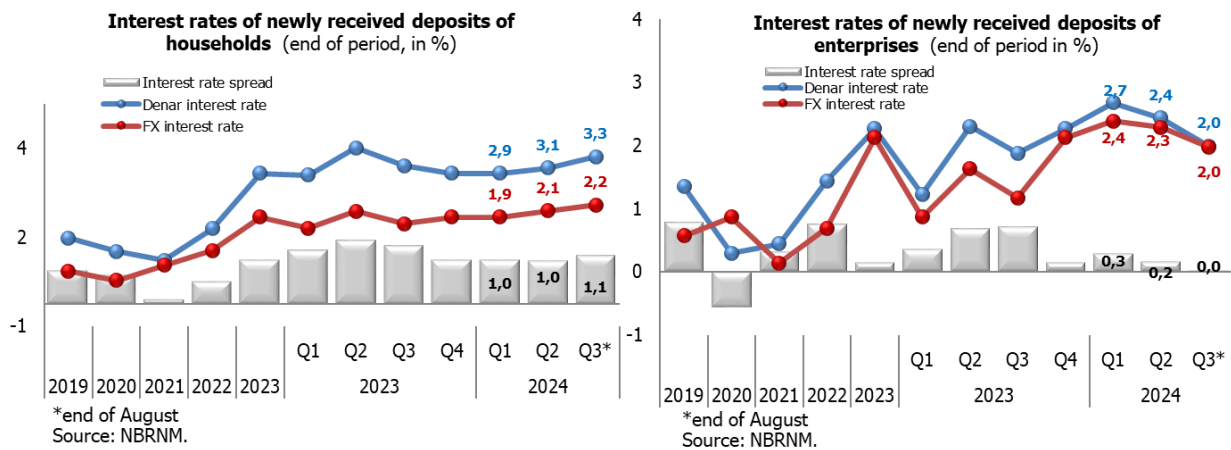 Interest rates of newly received deposits of
households (end of period, in %)
Interest rate spread
Denar interest rate
FX interest rate
4
2
-1
2,9
3,1
3,3
1,9
2,1
2,2
1,0
1,0
1,1
Q1
Q2
Q3
Q4
Q1
Q2
Q3*
2019
2020
2021
2022
2023
2023
2024
*end of August
Source: NBRNM.
Interest rates of newly received deposits of
enterprises (end of period in %)
Interest rate spread
Denar interest rate
FX interest rate
4
3
2
1
0
-1
2,7
2,4
2,0
2,4
2,3
2,0
0,3
0,2
0,0
Q1
Q2
Q3
Q4
Q1
Q2
Q3*
2019
2020
2021
2022
2023
2023
2024
*end of August
Source: NBRNM.